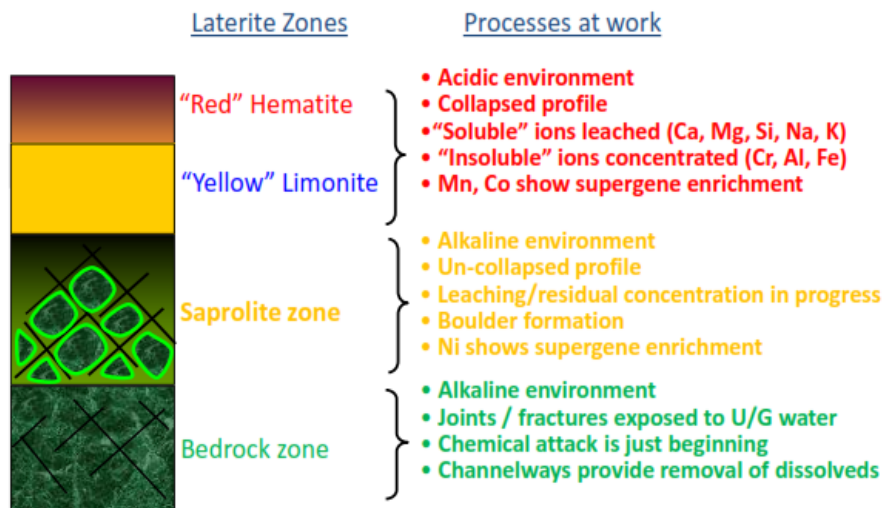 Laterite Zones
Processes at work
"Red" Hematite
"Yellow" Limonite
• Acidic environment
• Collapsed profile
•"Soluble" ions leached (Ca, Mg, Si, Na, K)
• "Insoluble" ions concentrated (Cr, Al, Fe)
• Mn, Co show supergene enrichment
Saprolite zone
• Alkaline environment
• Un-collapsed profile
• Leaching/residual concentration in progress
• Boulder formation
• Ni shows supergene enrichment
Bedrock zone
• Alkaline environment
• Joints / fractures exposed to U/G water
• Chemical attack is just beginning
• Channelways provide removal of dissolveds